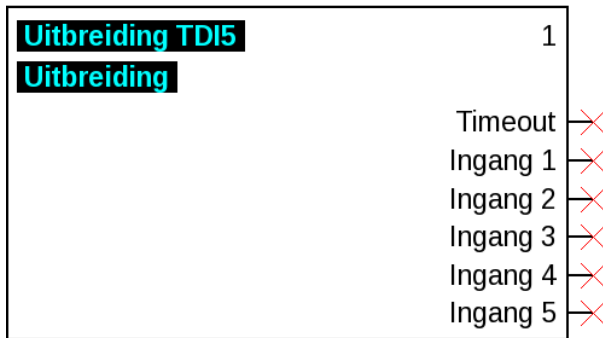 Uitbreiding TDI5 1
Uitbreiding
Timeout
Ingang 1
Ingang 2
Ingang 3
Ingang 4
Ingang 5